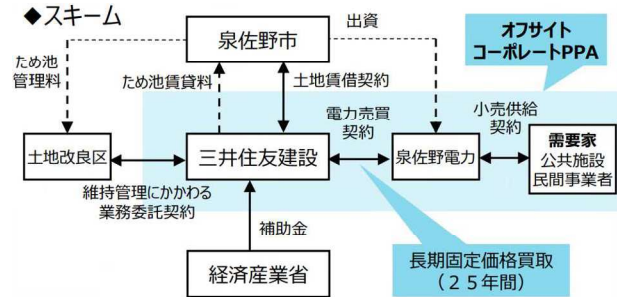 ◆スキーム
泉佐野市
出資
オフサイト
コーポレートPPA
ため池
管理料
ため池賃貸料
土地賃借契約
電力売買
契約
小売供給
契約
土地改良区
三井住友建設
泉佐野電力
需要家
公共施設
民間事業者
維持管理にかかわる
業務委託契約
補助金
経済産業省
長期固定価格買取
（２５年間）